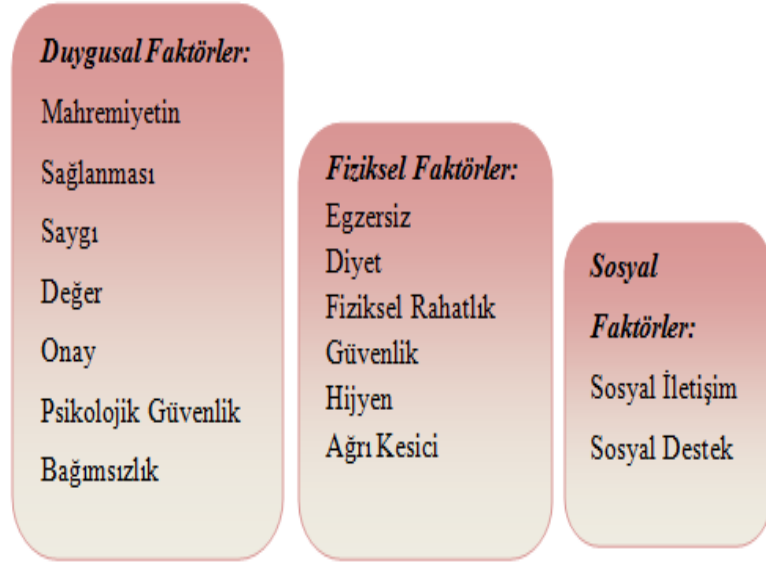 Duygusal Faktörler:
Mahremiyetin
Sağlanması
Saygı
Değer
Onay
Psikolojik Güvenlik
Bağımsızlık
Fiziksel Faktörler:
Egzersiz
Diyet
Fiziksel Rahatlık
Güvenlik
Hijyen
Ağrı Kesici
Sosyal
Faktörler:
Sosyal İletişim
Sosyal Destek